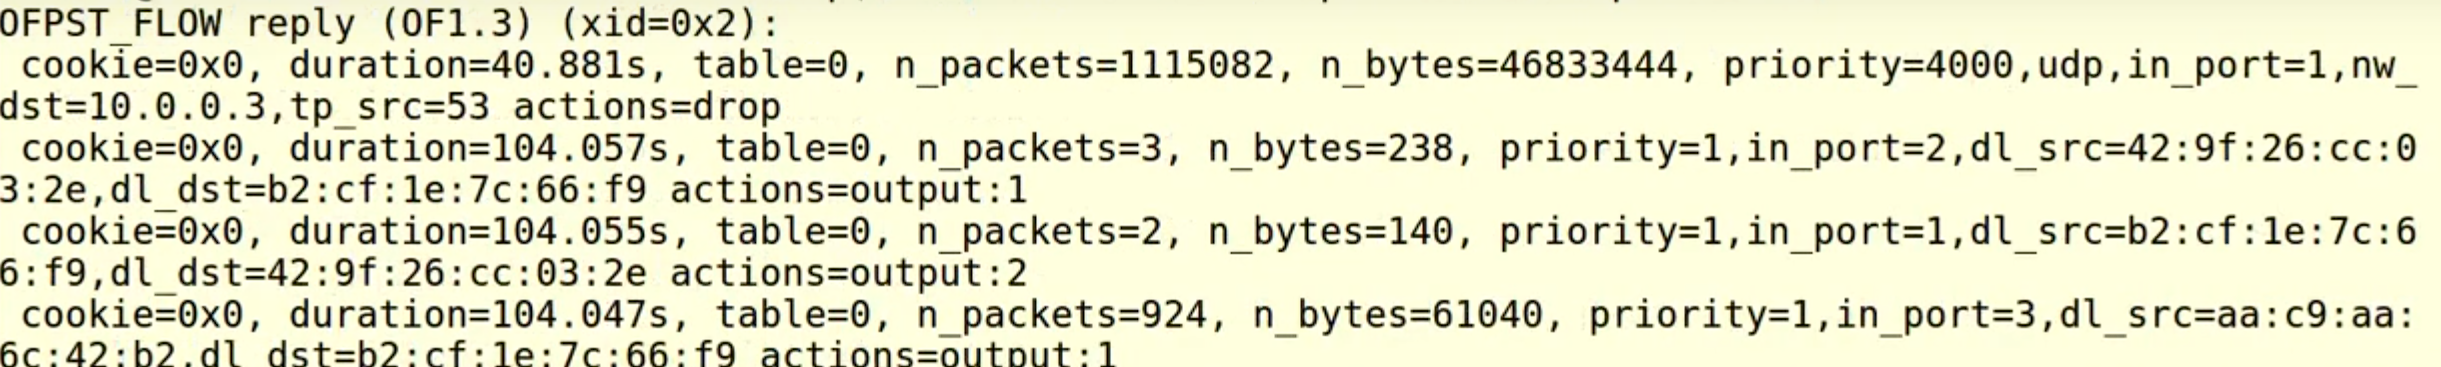 OFPST_FLOW reply (OF1.3) (xid=0x2):
 cookie=0x0, duration=40.881s, table=0, n_packets=1115082, n_bytes=46833444, priority=4000,udp,in_port=1,nw_
dst=10.0.0.3,tp_src=53 actions=drop
 cookie=0x0, duration=104.057s, table=0, n_packets=3, n_bytes=238, priority=1,in_port=2,dl_src=42:9f:26:cc:0
3:2e,dl_dst=b2:cf:1e:7c:66:f9 actions=output:1
 cookie=0x0, duration=104.055s, table=0, n_packets=2, n_bytes=140, priority=1,in_port=1,dl_src=b2:cf:1e:7c:6
6:f9,dl_dst=42:9f:26:cc:03:2e actions=output:2
 cookie=0x0, duration=104.047s, table=0, n_packets=924, n_bytes=61040, priority=1,in_port=3,dl_src=aa:c9:aa:
6c:42:b2,dl_dst=b2:cf:1e:7c:66:f9 actions=output:1